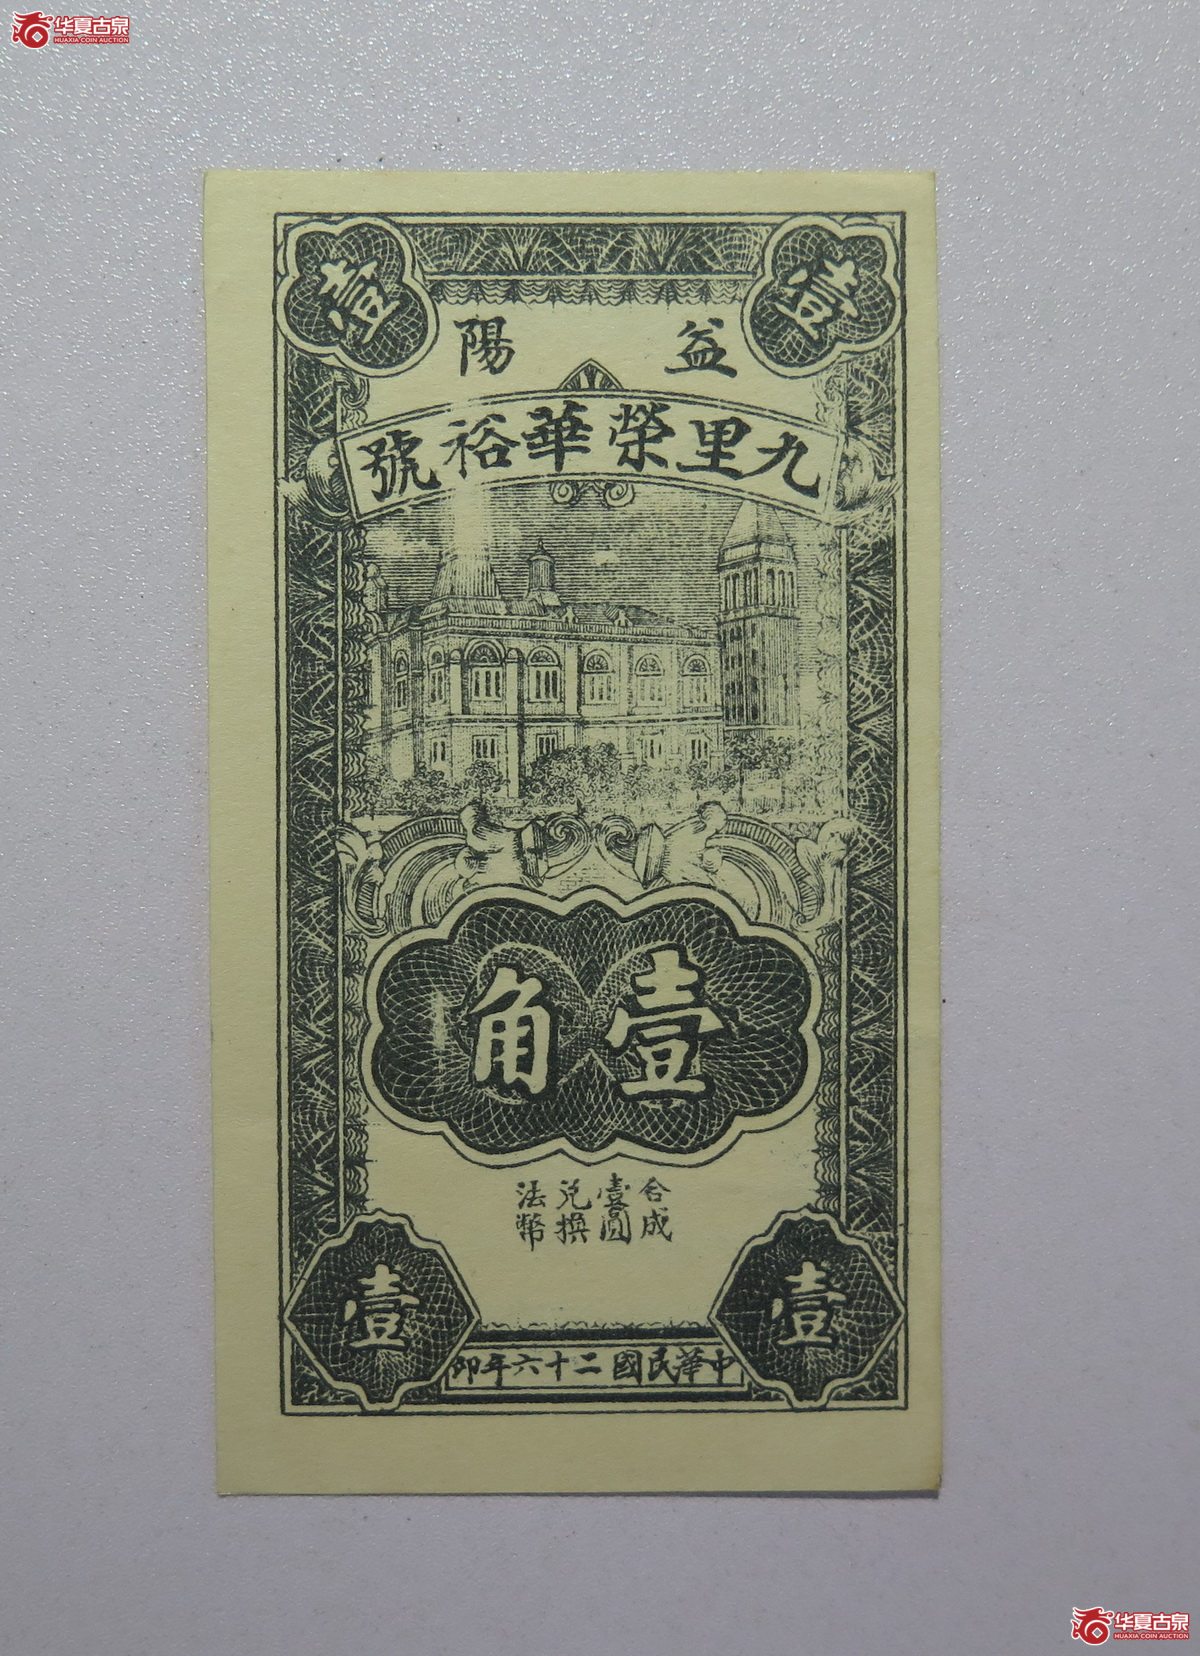 华夏古泉
HUAXIA COIN AUCTION
壹
壹
益陽
九里榮華裕號
壹角
合成
壹圓
兌換
法幣
壹
壹
中華民國二十六年印
华夏古泉
HUAXIA COIN AUCTION